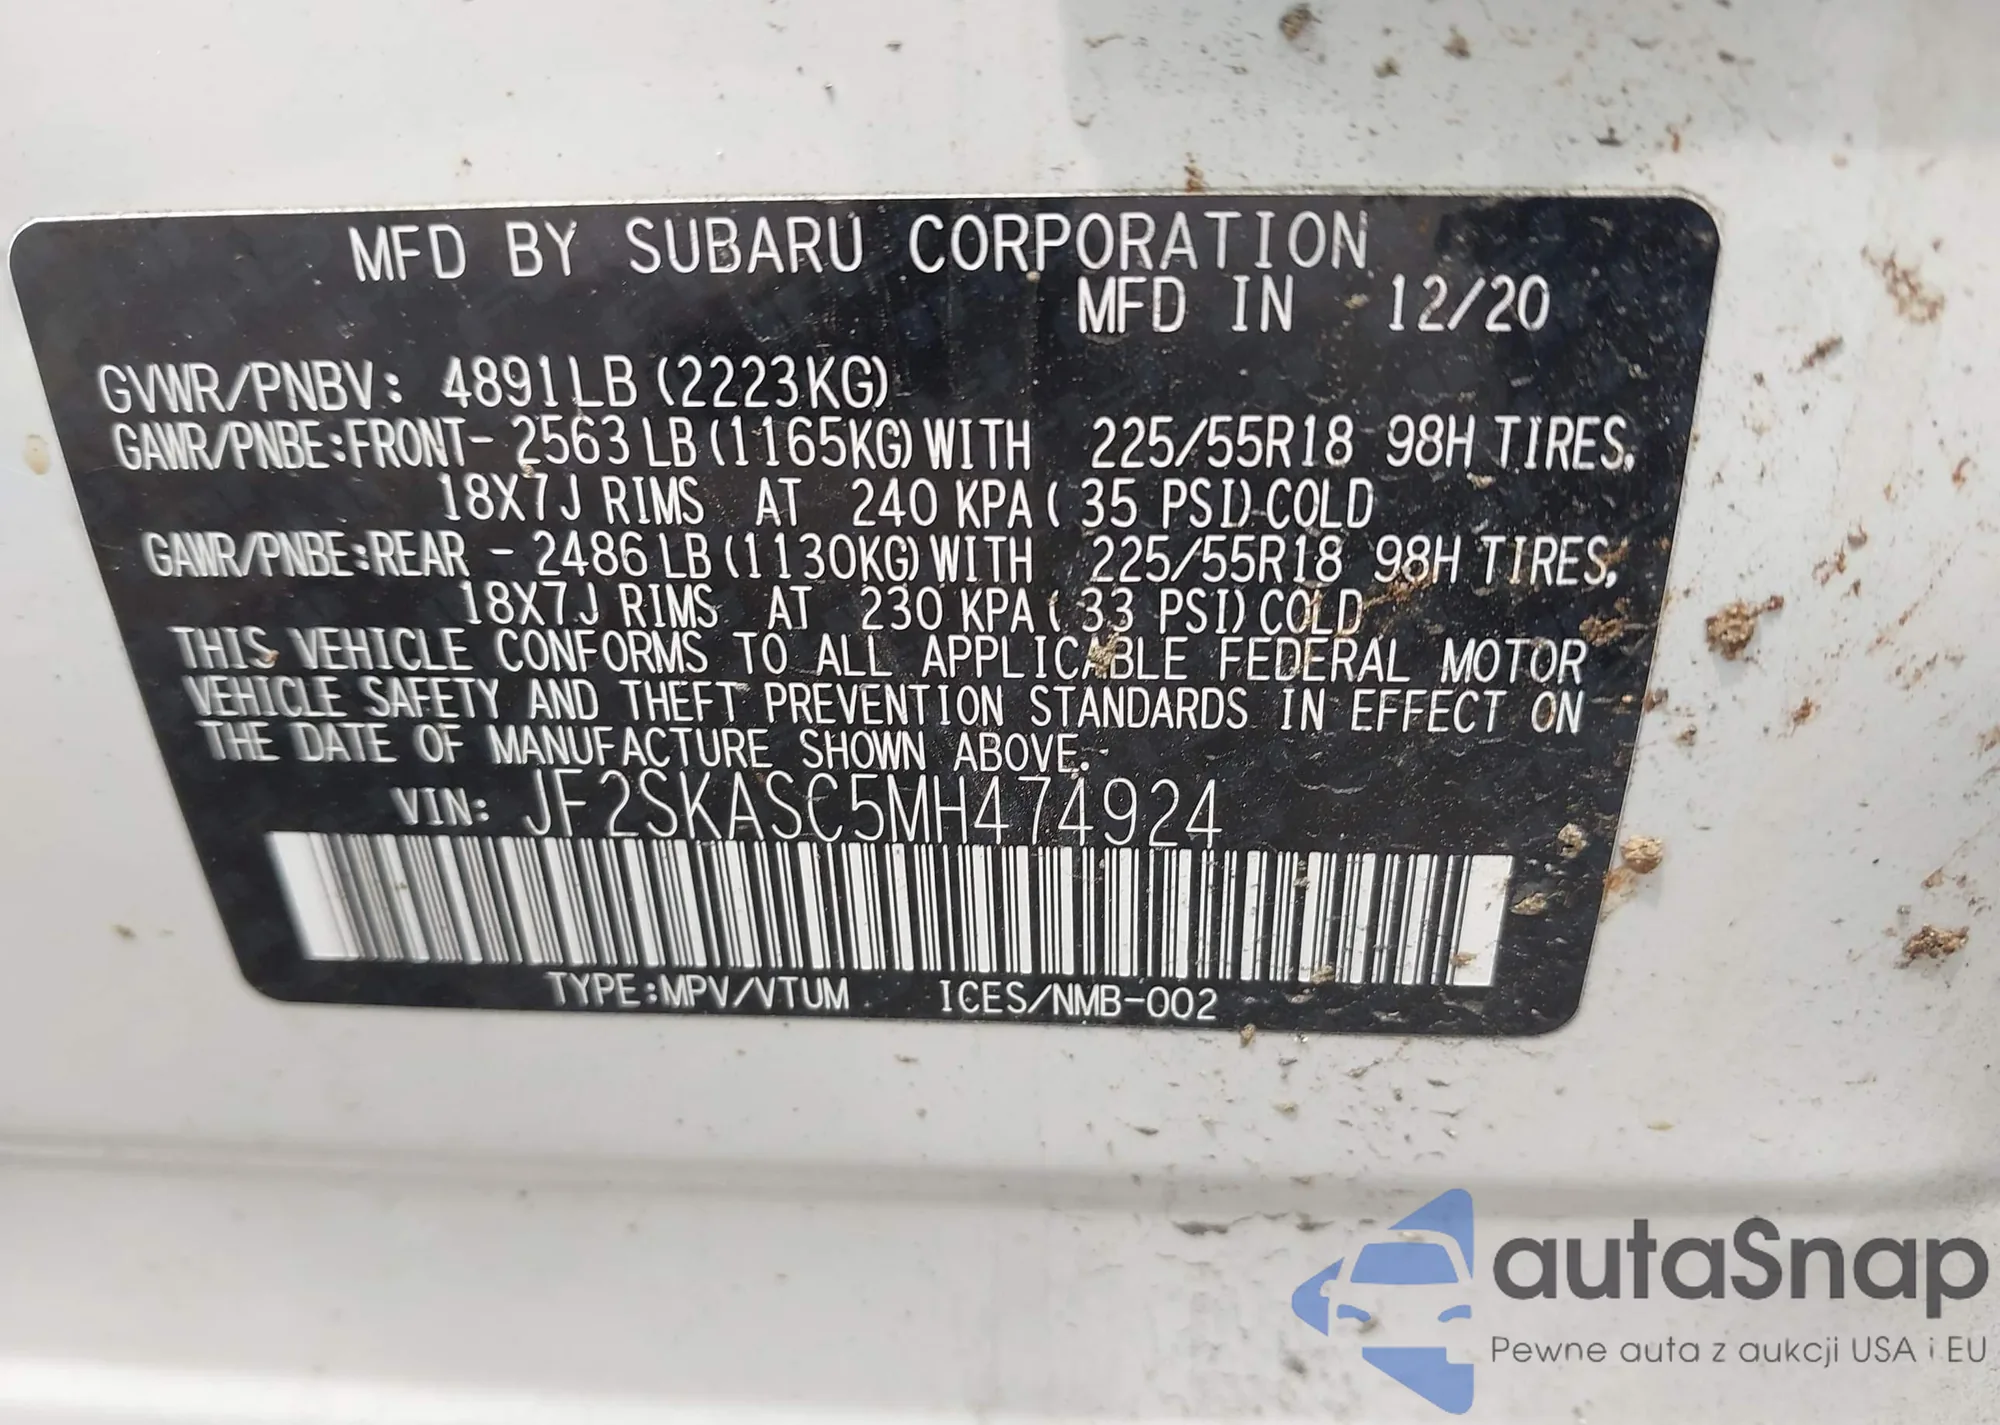 MFD BY SUBARU CORPORATION
MFD IN 12/20
GVWR/PNBV: 4891LB (2223KG)
GAWR/PNBE:FRONT- 2563 LB (1165KG) WITH 225/55R18 98H TIRES,
18X7J RIMS AT 240 KPA ( 35 PSI) COLD
GAWR/PNBE:REAR - 2486 LB (1130KG) WITH 225/55R18 98H TIRES,
18X7J RIMS AT 230 KPA ( 33 PSI) COLD
THIS VEHICLE CONFORMS TO ALL APPLICABLE FEDERAL MOTOR
VEHICLE SAFETY AND THEFT PREVENTION STANDARDS IN EFFECT ON
THE DATE OF MANUFACTURE SHOWN ABOVE.
VIN: JF2SKASC5MH474924
TYPE:MPV/VTUM ICES/NMB-002
autaSnap
Pewne auta z aukcji USA i EU